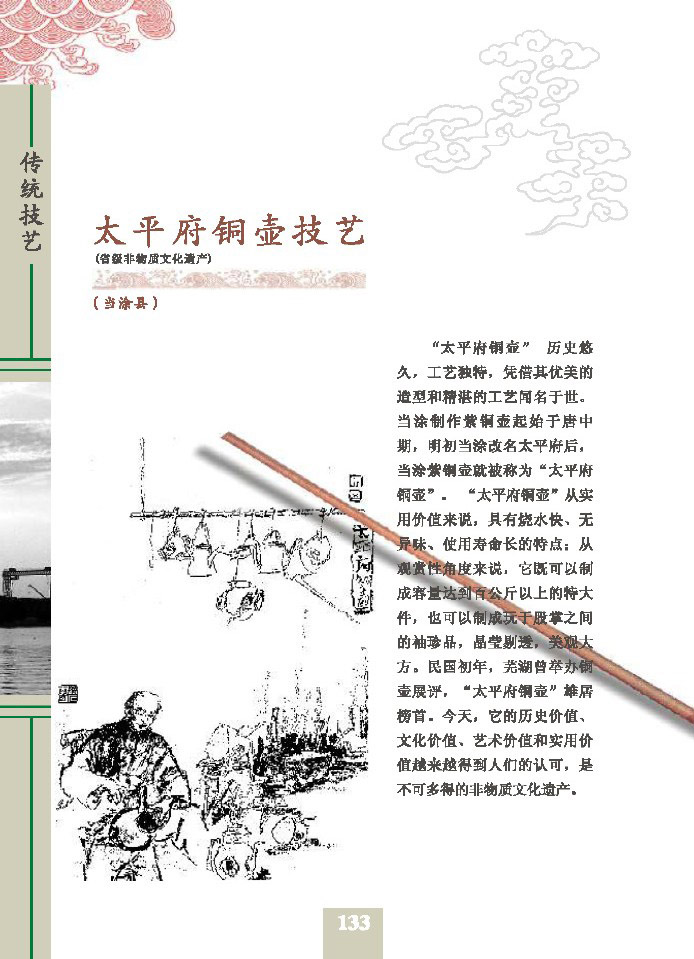 传统技艺
太平府铜壶技艺
(省级非物质文化遗产)
(当涂县)
“太平府铜壶” 历史悠
久，工艺独特，凭借其优美的
造型和精湛的工艺闻名于世。
当涂制作紫铜壶起始于唐中
期，明初当涂改名太平府后，
当涂紫铜壶就被称为“太平府
铜壶”。“太平府铜壶”从实
用价值来说，具有烧水快、无
异味、使用寿命长的特点；从
观赏性角度来说，它既可以制
成容量达到百公斤以上的特大
件，也可以制成玩于股掌之间
的袖珍品，晶莹剔透，美观大
方。民国初年，芜湖曾举办铜
壶展评，“太平府铜壶”雄居
榜首。今天，它的历史价值、
文化价值、艺术价值和实用价
值越来越得到人们的认可，是
不可多得的非物质文化遗产。
133